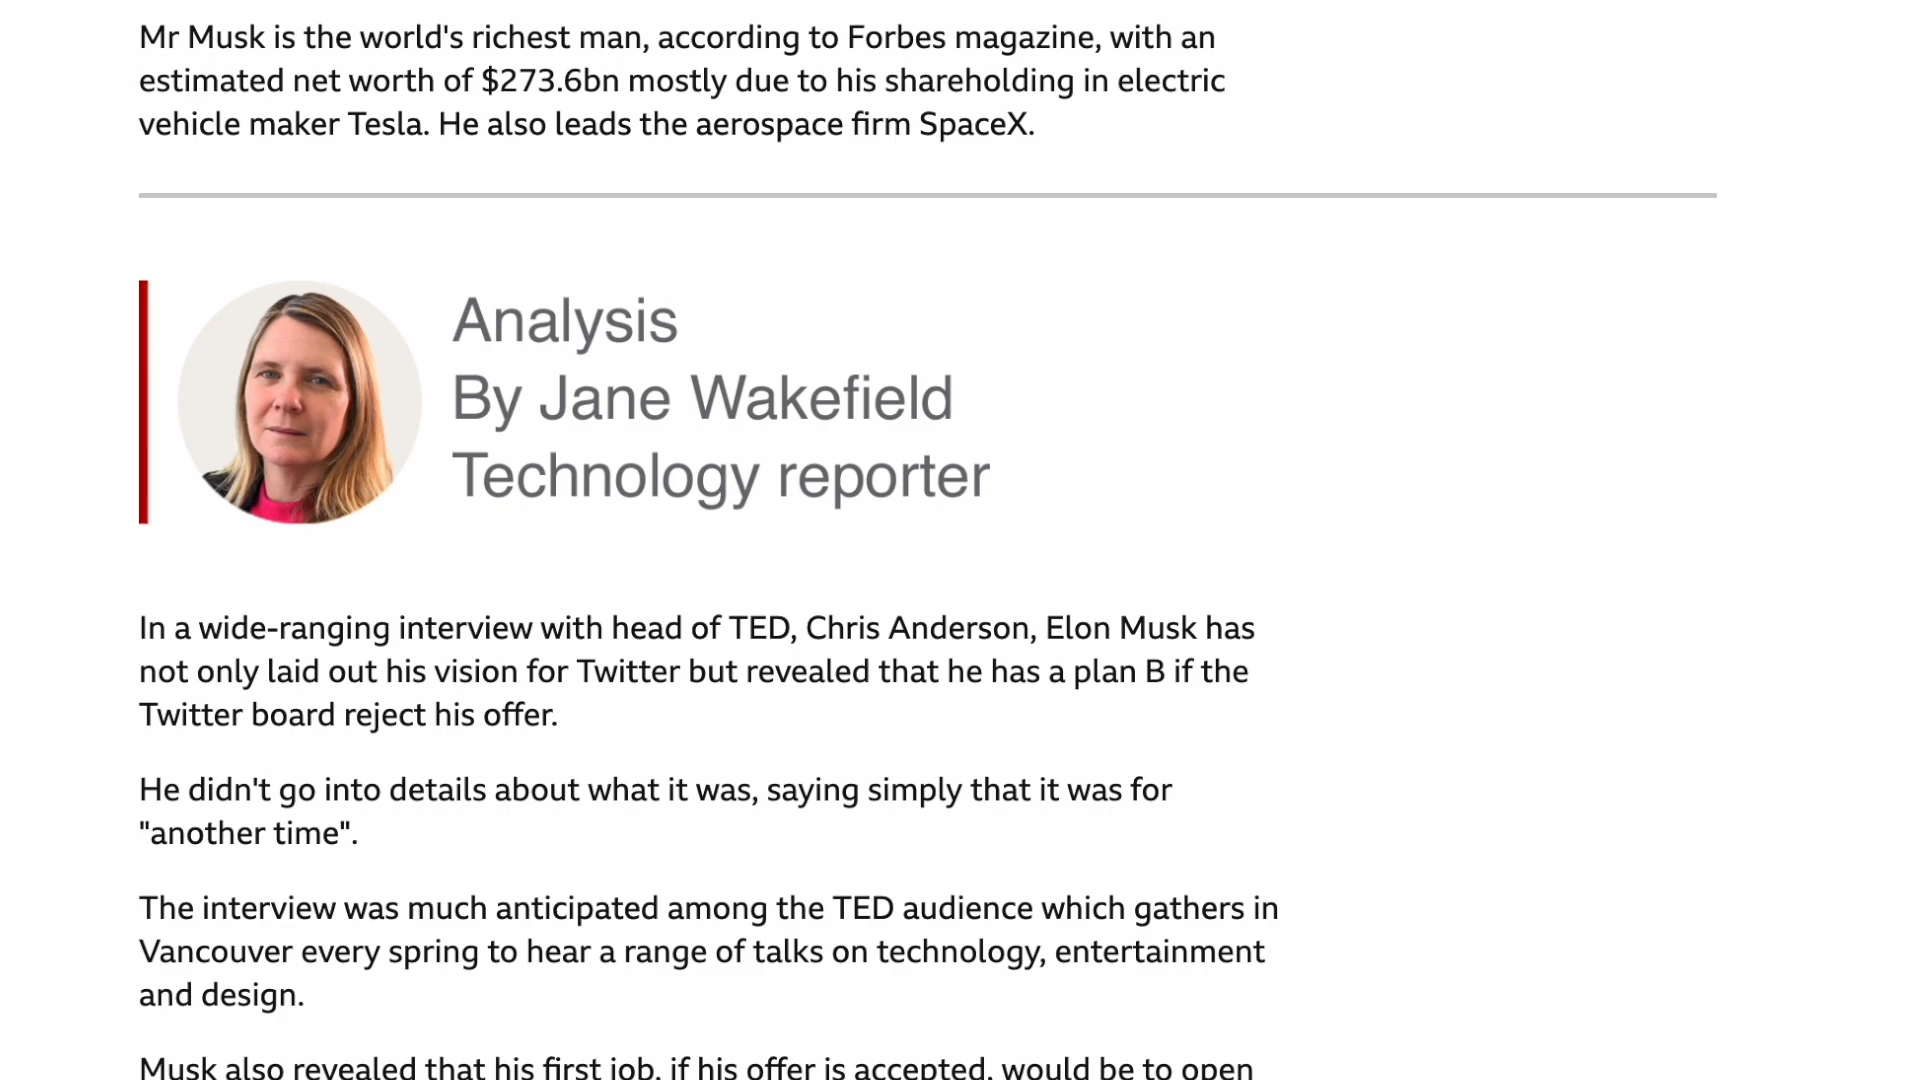 Mr Musk is the world's richest man, according to Forbes magazine, with an
estimated net worth of $273.6bn mostly due to his shareholding in electric
vehicle maker Tesla. He also leads the aerospace firm SpaceX.
Analysis
By Jane Wakefield
Technology reporter
In a wide-ranging interview with head of TED, Chris Anderson, Elon Musk has
not only laid out his vision for Twitter but revealed that he has a plan B if the
Twitter board reject his offer.
He didn't go into details about what it was, saying simply that it was for
"another time".
The interview was much anticipated among the TED audience which gathers in
Vancouver every spring to hear a range of talks on technology, entertainment
and design.
Musk also revealed that his first job, if his offer is accepted, would be to open